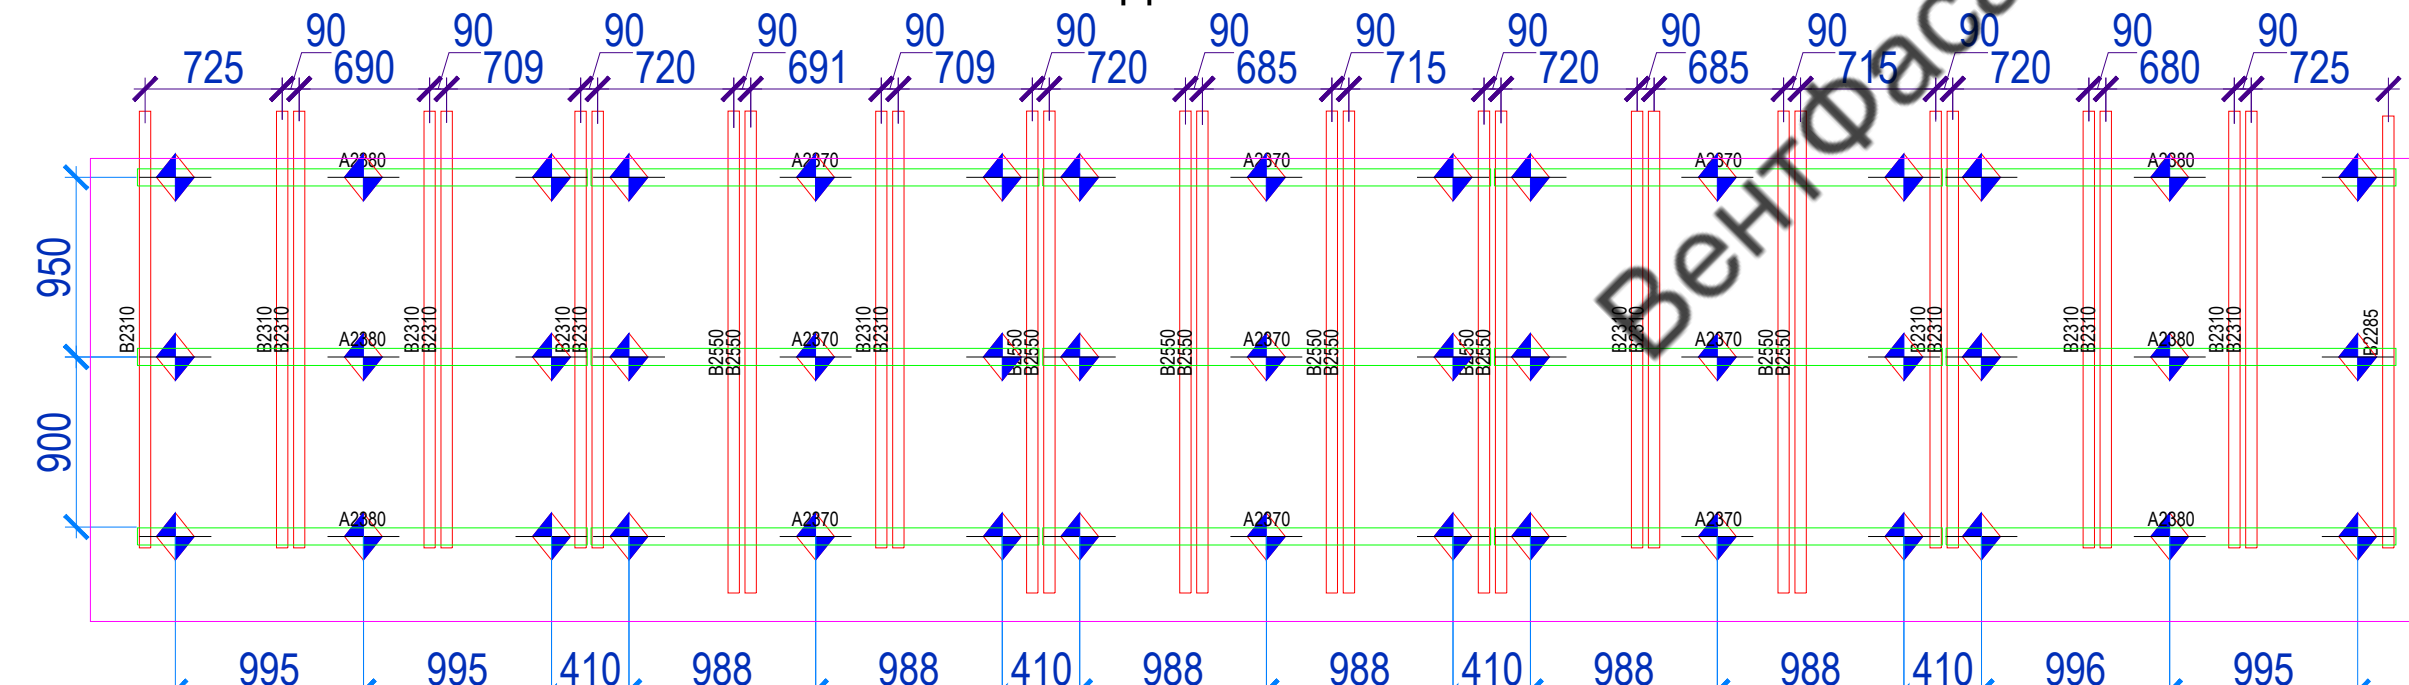 90 90 90 90 90 90 90 90 90 90 90 90 90 90
725 690 709 720 691 709 720 685 715 720 685 715 720 680 725
ВентФаса
A2380 A2370 A2370 A2370 A2380
950
B2310 B2310 B2310 B2310 B2310 B2310 B2310 B2550 B2550 B2310 B2310 B2550 B2550 B2550 B2550 B2550 B2550 B2550 B2550 B2310 B2310 B2550 B2550 B2310 B2310 B2310 B2310 B2310 B2310 B2285
A2380 A2370 A2370 A2370 A2380
900
A2380 A2370 A2370 A2370 A2380
995 995 410 988 988 410 988 988 410 988 988 410 996 995